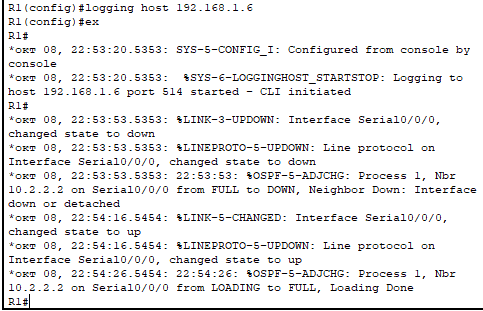 R1(config)#logging host 192.168.1.6
R1(config)#ex
R1#
*окт 08, 22:53:20.5353: SYS-5-CONFIG_I: Configured from console by
console
*окт 08, 22:53:20.5353:  %SYS-6-LOGGINGHOST_STARTSTOP: Logging to
host 192.168.1.6 port 514 started - CLI initiated
R1#
*окт 08, 22:53:53.5353: %LINK-3-UPDOWN: Interface Serial0/0/0,
changed state to down
*окт 08, 22:53:53.5353: %LINEPROTO-5-UPDOWN: Line protocol on
Interface Serial0/0/0, changed state to down
*окт 08, 22:53:53.5353: 22:53:53: %OSPF-5-ADJCHG: Process 1, Nbr
10.2.2.2 on Serial0/0/0 from FULL to DOWN, Neighbor Down: Interface
down or detached
*окт 08, 22:54:16.5454: %LINK-5-CHANGED: Interface Serial0/0/0,
changed state to up
*окт 08, 22:54:16.5454: %LINEPROTO-5-UPDOWN: Line protocol on
Interface Serial0/0/0, changed state to up
*окт 08, 22:54:26.5454: 22:54:26: %OSPF-5-ADJCHG: Process 1, Nbr
10.2.2.2 on Serial0/0/0 from LOADING to FULL, Loading Done
R1#